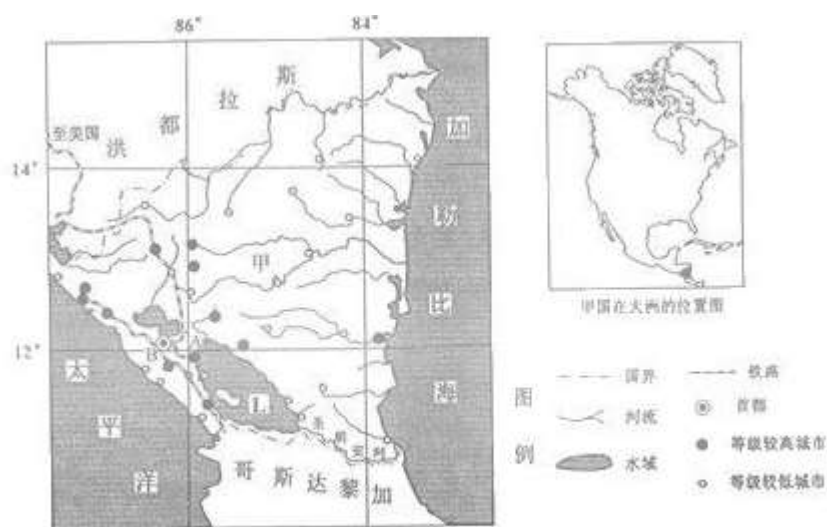 86° 84°
洪都拉斯
至美国
14°
加勒比海
甲
12°
A
B
L
太平洋
圣胡安河
哥斯达黎加
甲国在大洲的位置图
图例
国界
铁路
河流
首都
水域
等级较高城市
等级较低城市